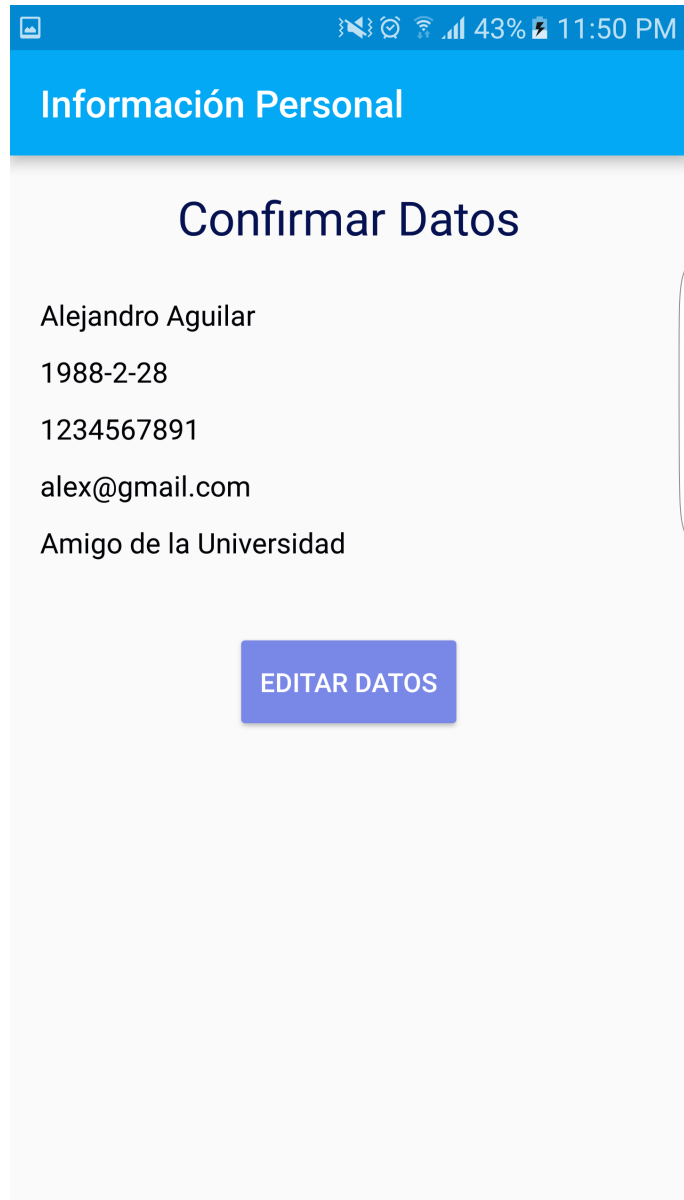 43% 11:50 PM
Información Personal
Confirmar Datos
Alejandro Aguilar
1988-2-28
1234567891
alex@gmail.com
Amigo de la Universidad
EDITAR DATOS